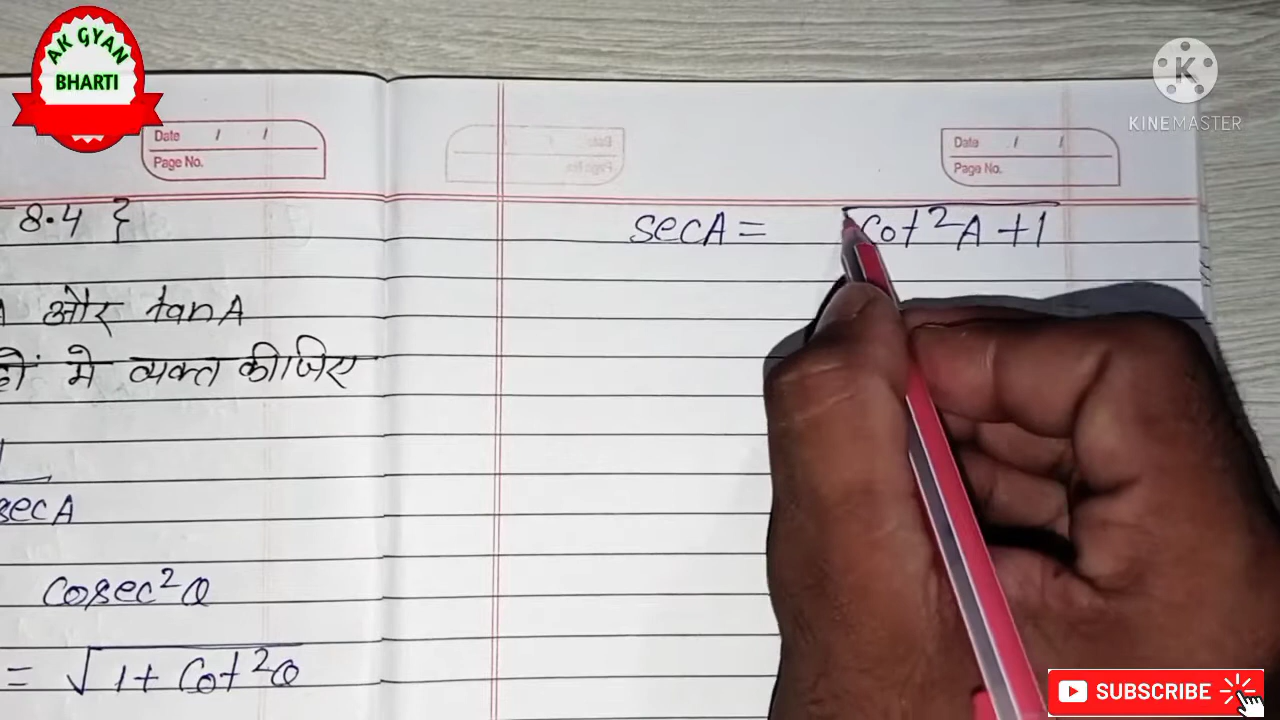 AK GYAN
BHARTI
K
KINEMASTER
Date / /
Page No.
Date / /
Page No.
8.4 }
और tanA
में व्यक्त कीजिए
1
secA
cosec²θ
= √1 + cot²θ
secA = √cot²A + 1
SUBSCRIBE